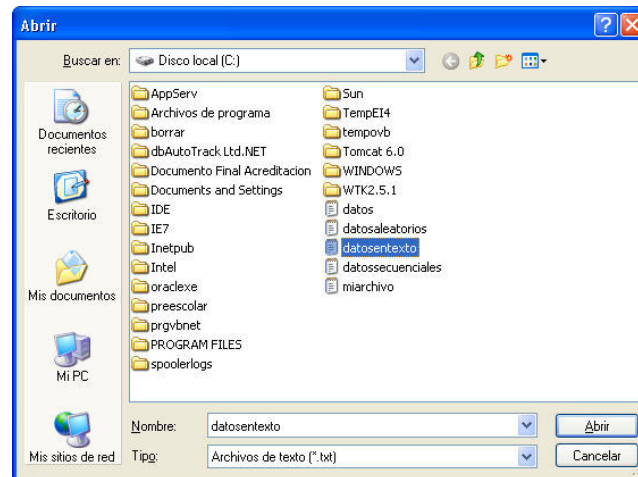 Abrir
Buscar en: Disco local (C:)
Documentos
recientes
Escritorio
Mis documentos
Mi PC
Mis sitios de red
AppServ
Archivos de programa
borrar
dbAutoTrack Ltd.NET
Documento Final Acreditacion
Documents and Settings
IDE
IE7
Inetpub
Intel
oraclexe
preescolar
prgvbnet
PROGRAM FILES
spoolerlogs
Sun
TempEI4
tempovb
Tomcat 6.0
WINDOWS
WTK2.5.1
datos
datosaleatorios
datosentexto
datossecuenciales
miarchivo
Nombre: datosentexto Abrir
Tipo: Archivos de texto (*.txt) Cancelar